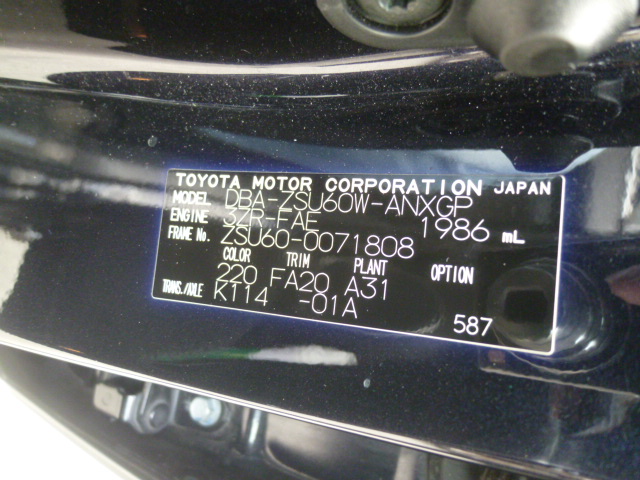 TOYOTA MOTOR CORPORATION JAPAN
MODEL DBA-ZSU60W-ANXGP
ENGINE 3ZR-FAE 1986 mL
FRAME No. ZSU60-0071808
COLOR TRIM PLANT OPTION
220 FA20 A31
TRANS./AXLE K114 -01A
587